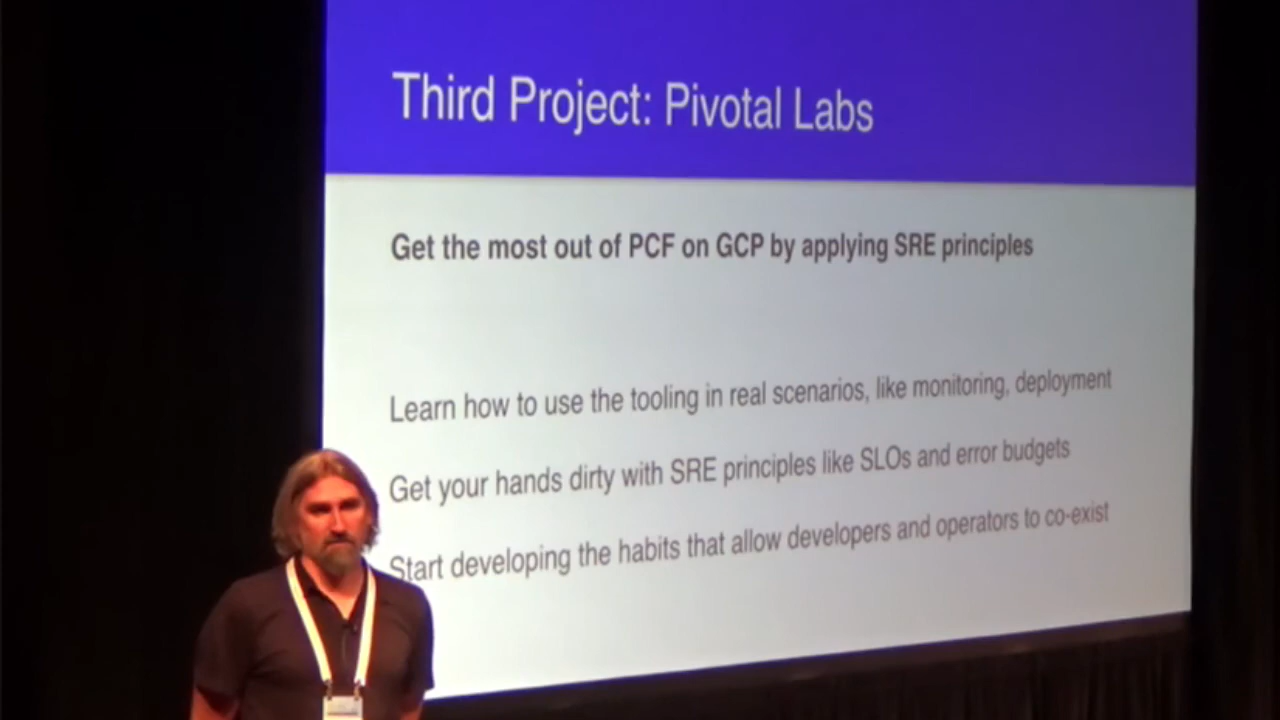 Third Project: Pivotal Labs
Get the most out of PCF on GCP by applying SRE principles
Learn how to use the tooling in real scenarios, like monitoring, deployment
Get your hands dirty with SRE principles like SLOs and error budgets
Start developing the habits that allow developers and operators to co-exist